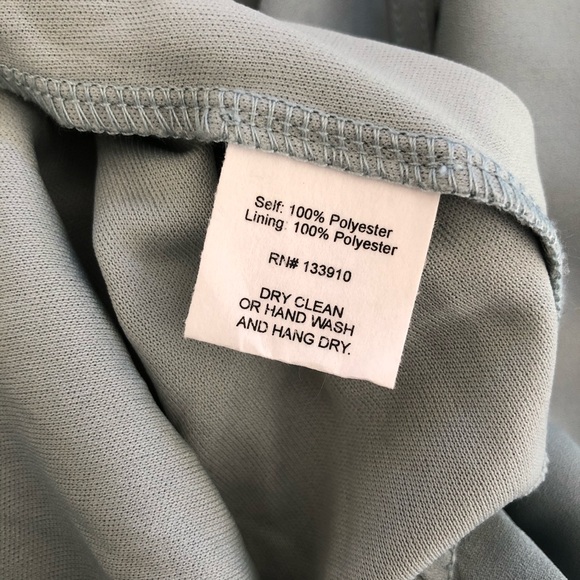 Self: 100% Polyester
Lining: 100% Polyester
RN# 133910
DRY CLEAN
OR HAND WASH
AND HANG DRY.